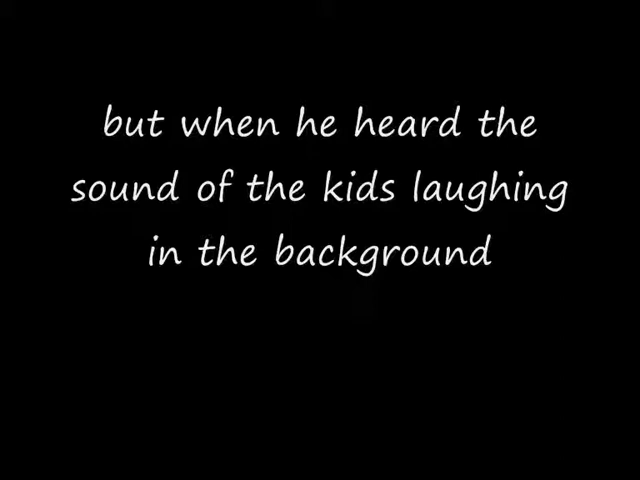 but when he heard the
sound of the kids laughing
in the background